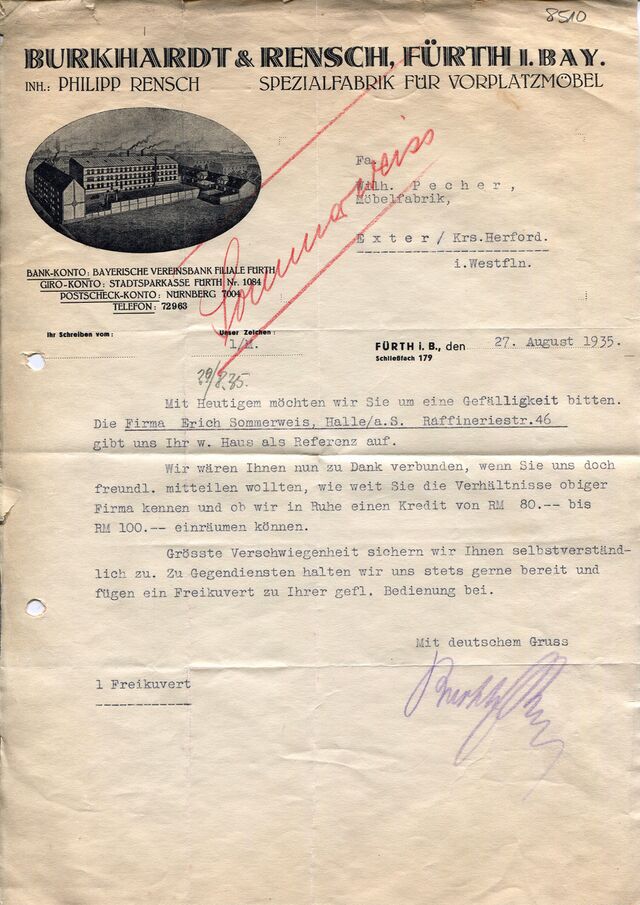 8510
BURKHARDT & RENSCH, FÜRTH I. BAY.
INH.: PHILIPP RENSCH SPEZIALFABRIK FÜR VORPLATZMÖBEL
Fa.
Wilh. Pecher,
Möbelfabrik,
Exter / Krs.Herford.
i.Westfln.
Sommerweiss
BANK-KONTO: BAYERISCHE VEREINSBANK FILIALE FÜRTH
GIRO-KONTO: STADTSPARKASSE FÜRTH Nr. 1084
POSTSCHECK-KONTO: NÜRNBERG 7004
TELEFON: 72963
Ihr Schreiben vom: Unser Zeichen: FÜRTH i. B., den 27. August 1935.
1/M. Schließfach 179
29/8.35.
Mit Heutigem möchten wir Sie um eine Gefälligkeit bitten.
Die Firma Erich Sommerweis, Halle/a.S. Raffineriestr.46
gibt uns Ihr w. Haus als Referenz auf.
Wir wären Ihnen nun zu Dank verbunden, wenn Sie uns doch
freundl. mitteilen wollten, wie weit Sie die Verhältnisse obiger
Firma kennen und ob wir in Ruhe einen Kredit von RM 80.-- bis
RM 100.-- einräumen können.
Grösste Verschwiegenheit sichern wir Ihnen selbstverständ-
lich zu. Zu Gegendiensten halten wir uns stets gerne bereit und
fügen ein Freikuvert zu Ihrer gefl. Bedienung bei.
Mit deutschem Gruss
1 Freikuvert